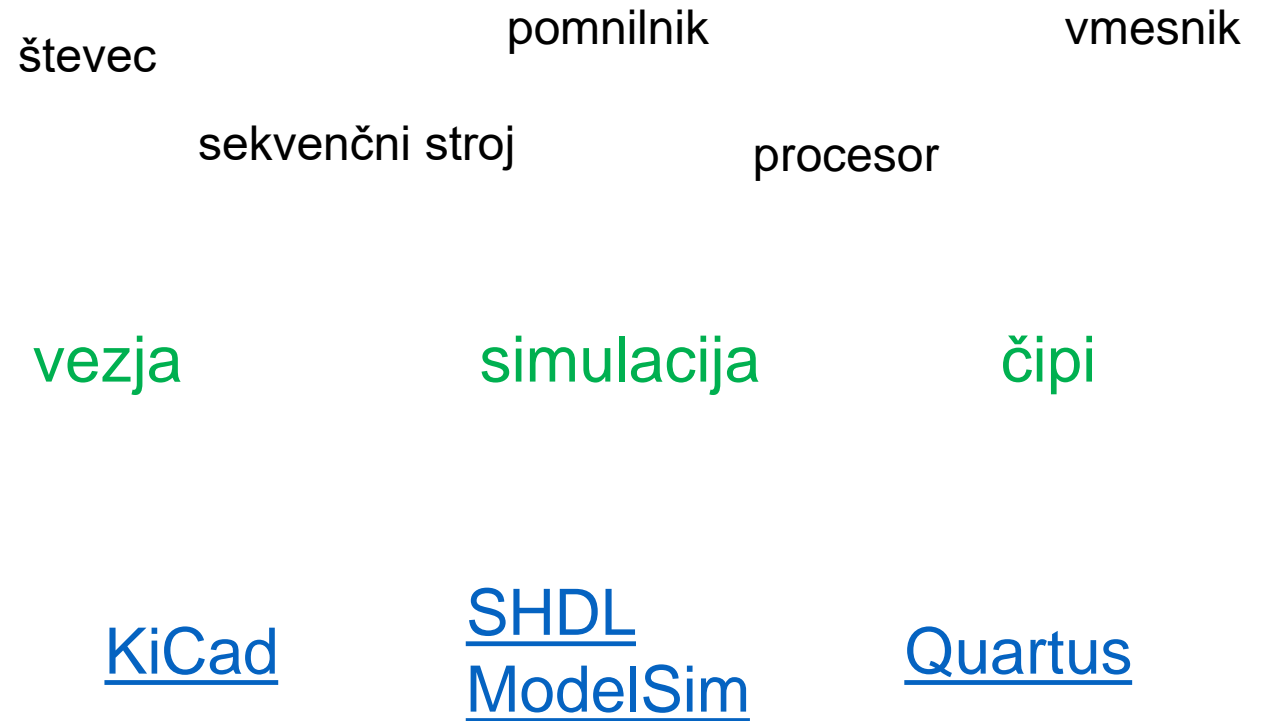 števec
pomnilnik
vmesnik
sekvenčni stroj
procesor
vezja
simulacija
čipi
KiCad
SHDL
ModelSim
Quartus